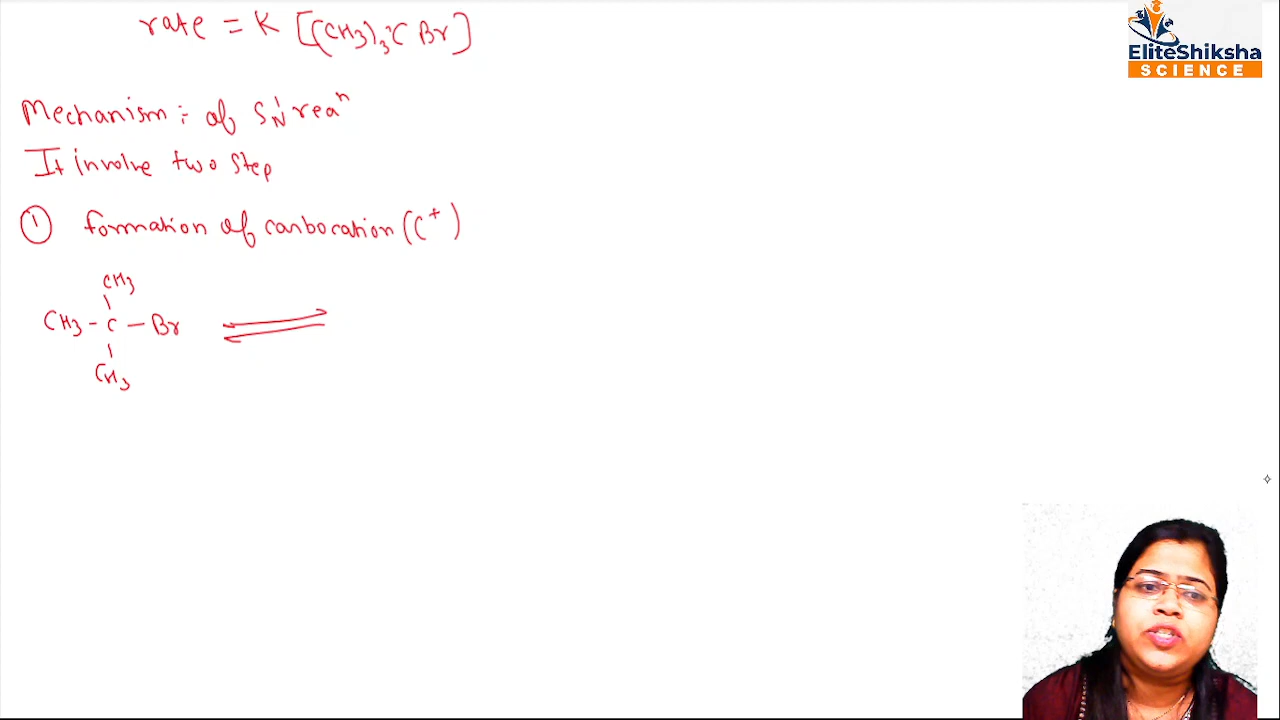 rate = K [(CH3)3C Br]
EliteShiksha
SCIENCE
Mechanism : of SN1 rean
It involve two step
① formation of carbocation (C+)
CH3
CH3 - C - Br ⇌
CH3